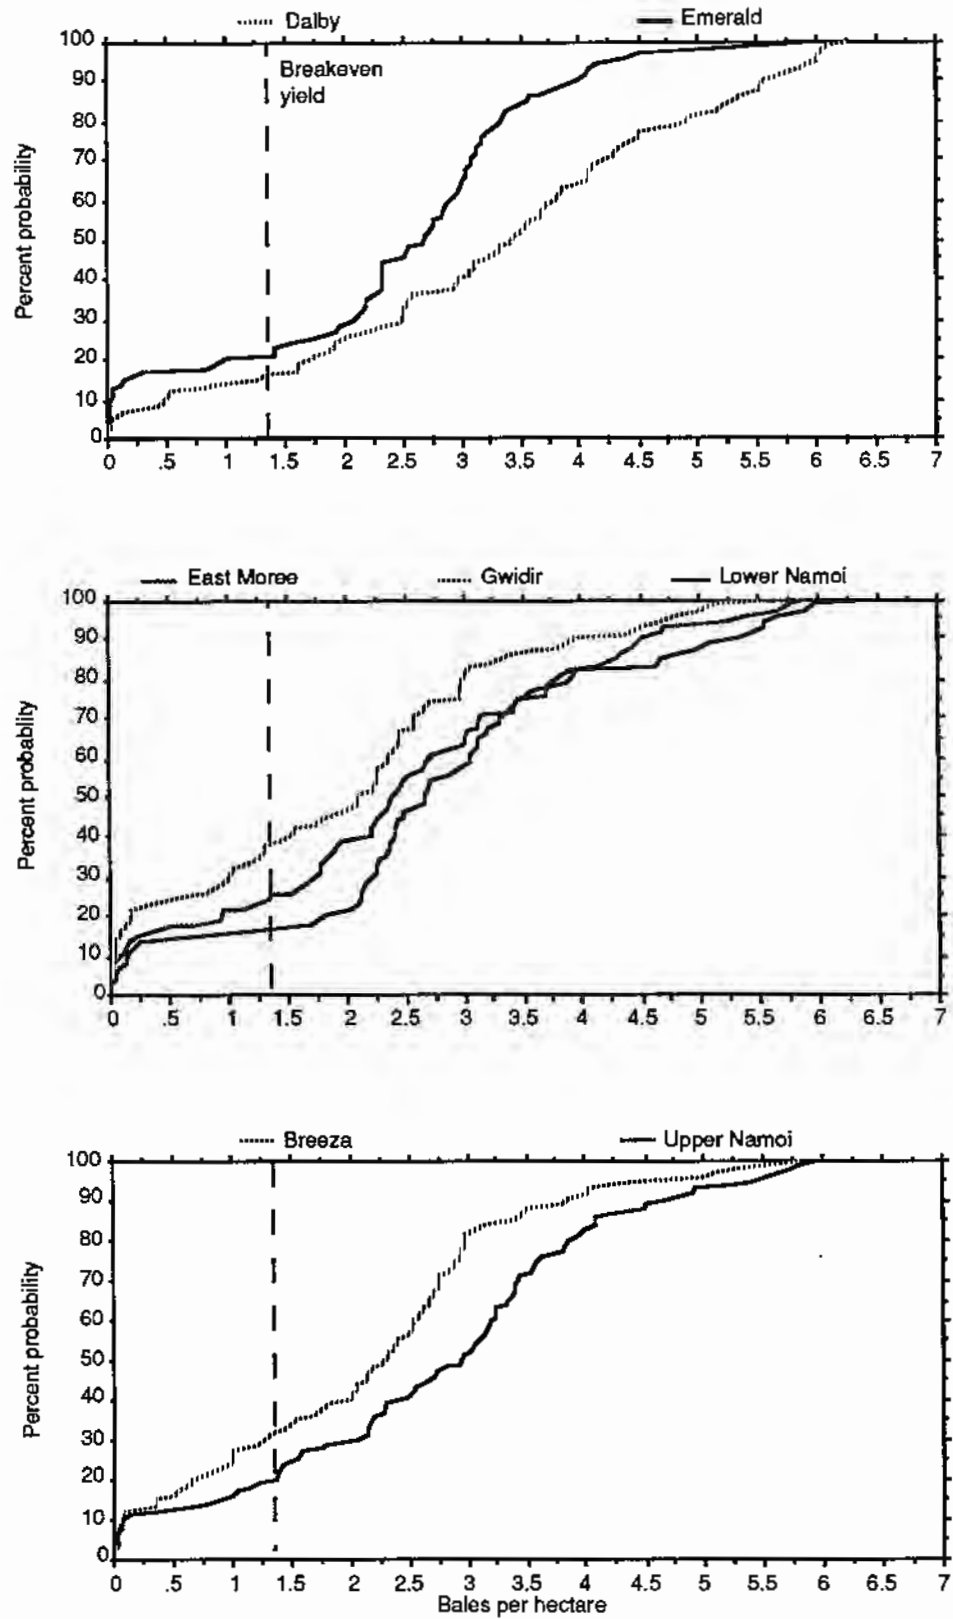 Dalby Emerald
100
90
80
70
60
50
40
30
20
10
0
Percent probability
Breakeven
yield
0 .5 1 1.5 2 2.5 3 3.5 4 4.5 5 5.5 6 6.5 7
East Moree Gwidir Lower Namoi
100
90
80
70
60
50
40
30
20
10
0
Percent probablity
0 .5 1 1.5 2 2.5 3 3.5 4 4.5 5 5.5 6 6.5 7
Breeza Upper Namoi
100
90
80
70
60
50
40
30
20
10
0
Percent probability
0 .5 1 1.5 2 2.5 3 3.5 4 4.5 5 5.5 6 6.5 7
Bales per hectare